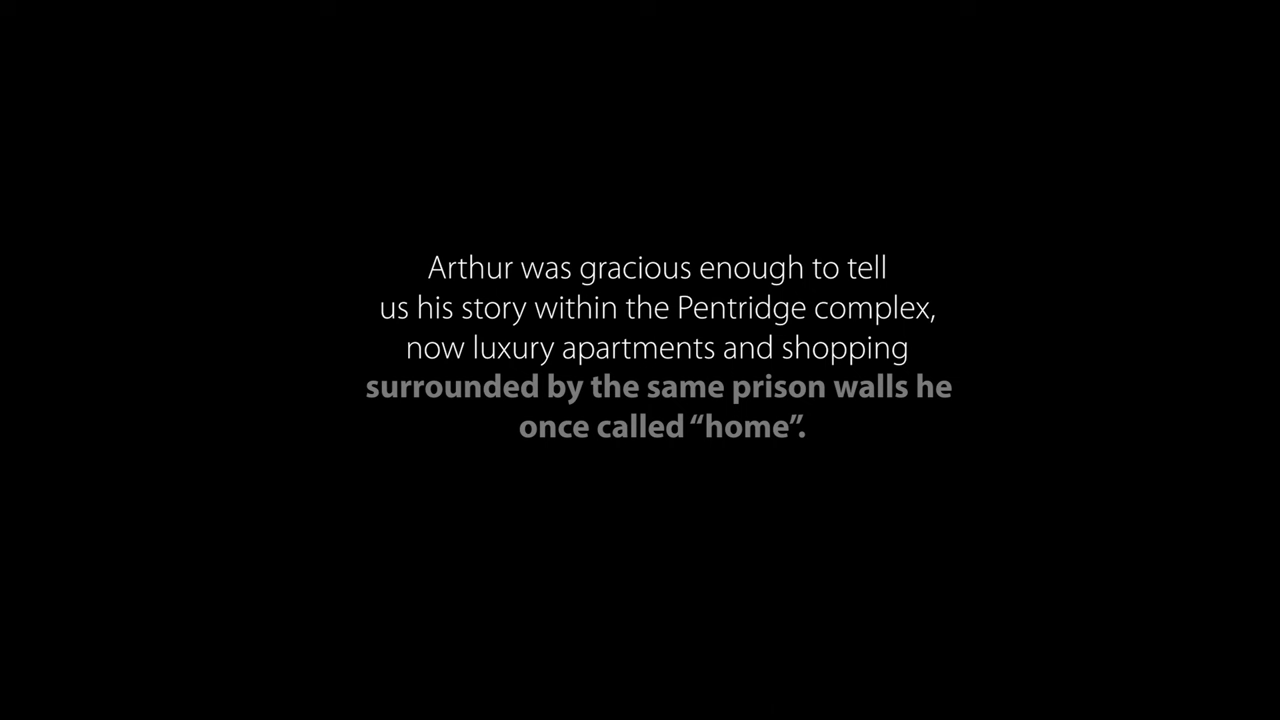 Arthur was gracious enough to tell
us his story within the Pentridge complex,
now luxury apartments and shopping
surrounded by the same prison walls he
once called “home”.